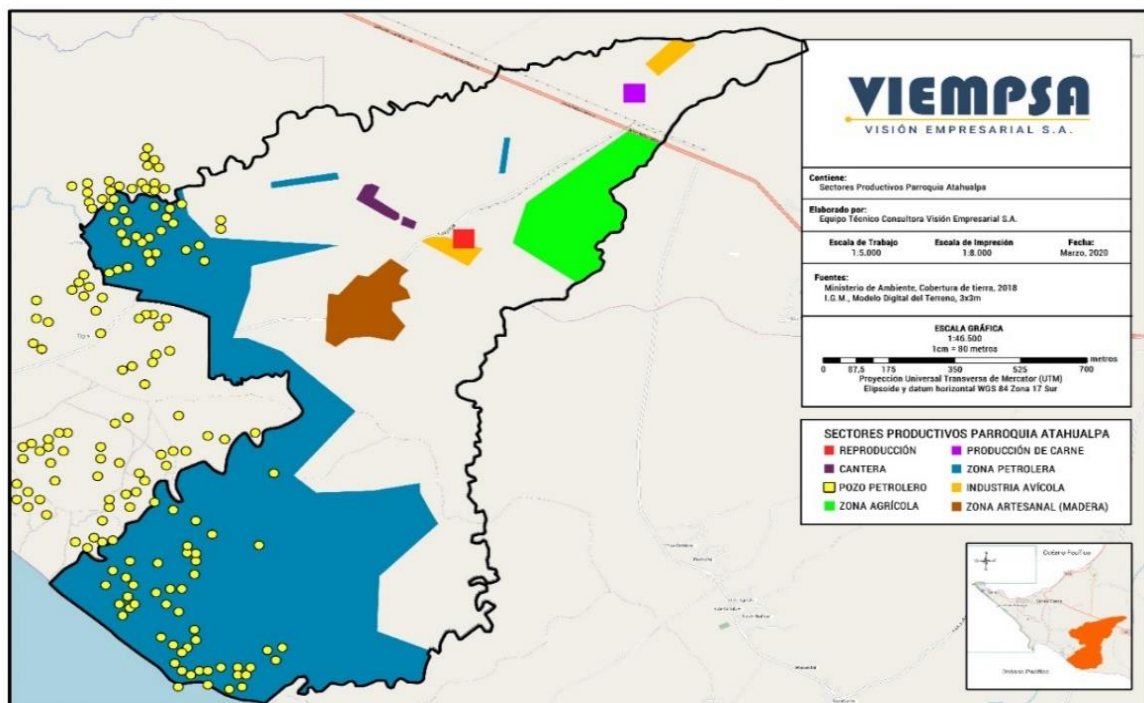 VIEMPSA
VISIÓN EMPRESARIAL S.A.
Contiene:
Sectores Productivos Parroquia Atahualpa
Elaborado por:
Equipo Técnico Consultora Visión Empresarial S.A.
Escala de Trabajo
1:5.000
Escala de Impresión
1:8.000
Fecha:
Marzo, 2020
Fuentes:
Ministerio de Ambiente, Cobertura de tierra, 2018
I.G.M., Modelo Digital del Terreno, 3x3m
ESCALA GRÁFICA
1:46.500
1cm = 80 metros
metros
0 87,5 175 350 525 700
Proyección Universal Transversa de Mercator (UTM)
Elipsoide y datum horizontal WGS 84 Zona 17 Sur
SECTORES PRODUCTIVOS PARROQUIA ATAHUALPA
REPRODUCCIÓN
CANTERA
POZO PETROLERO
ZONA AGRÍCOLA
PRODUCCIÓN DE CARNE
ZONA PETROLERA
INDUSTRIA AVÍCOLA
ZONA ARTESANAL (MADERA)
Océano Pacífico
Océano Pacífico